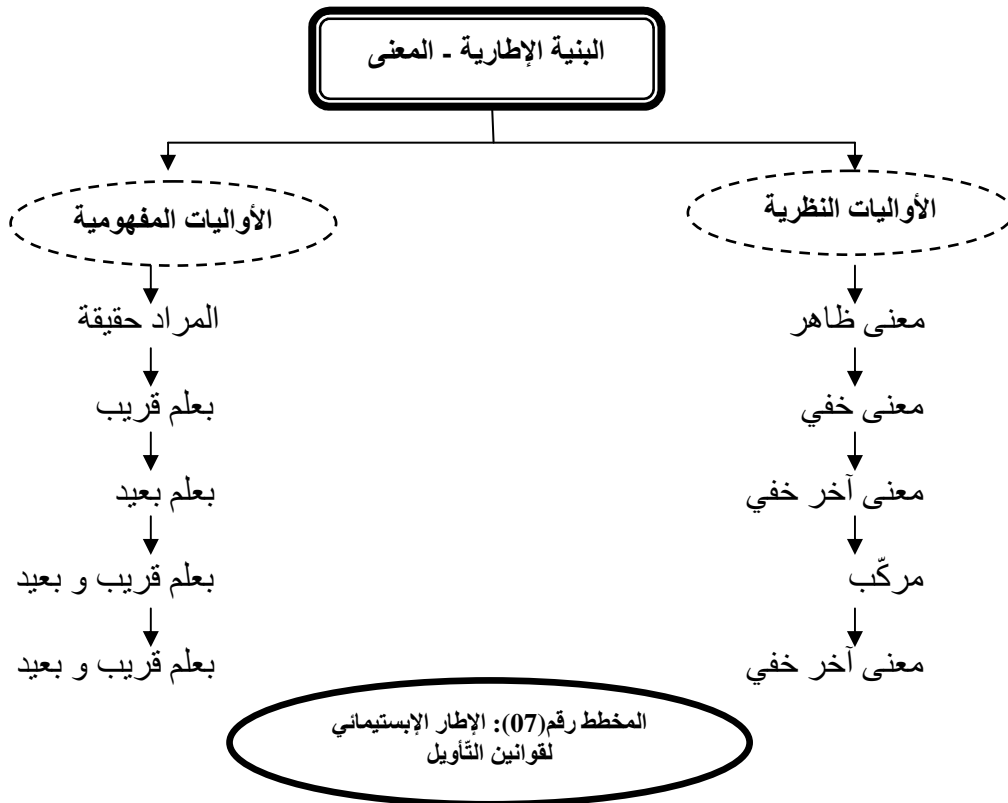 البنية الإطارية - المعنى
الأواليات النظرية
الأواليات المفهومية
معنى ظاهر
المراد حقيقة
معنى خفي
بعلم قريب
معنى آخر خفي
بعلم بعيد
مركّب
بعلم قريب و بعيد
معنى آخر خفي
بعلم قريب و بعيد
المخطط رقم(07): الإطار الإبستيمائي
لقوانين التّأويل